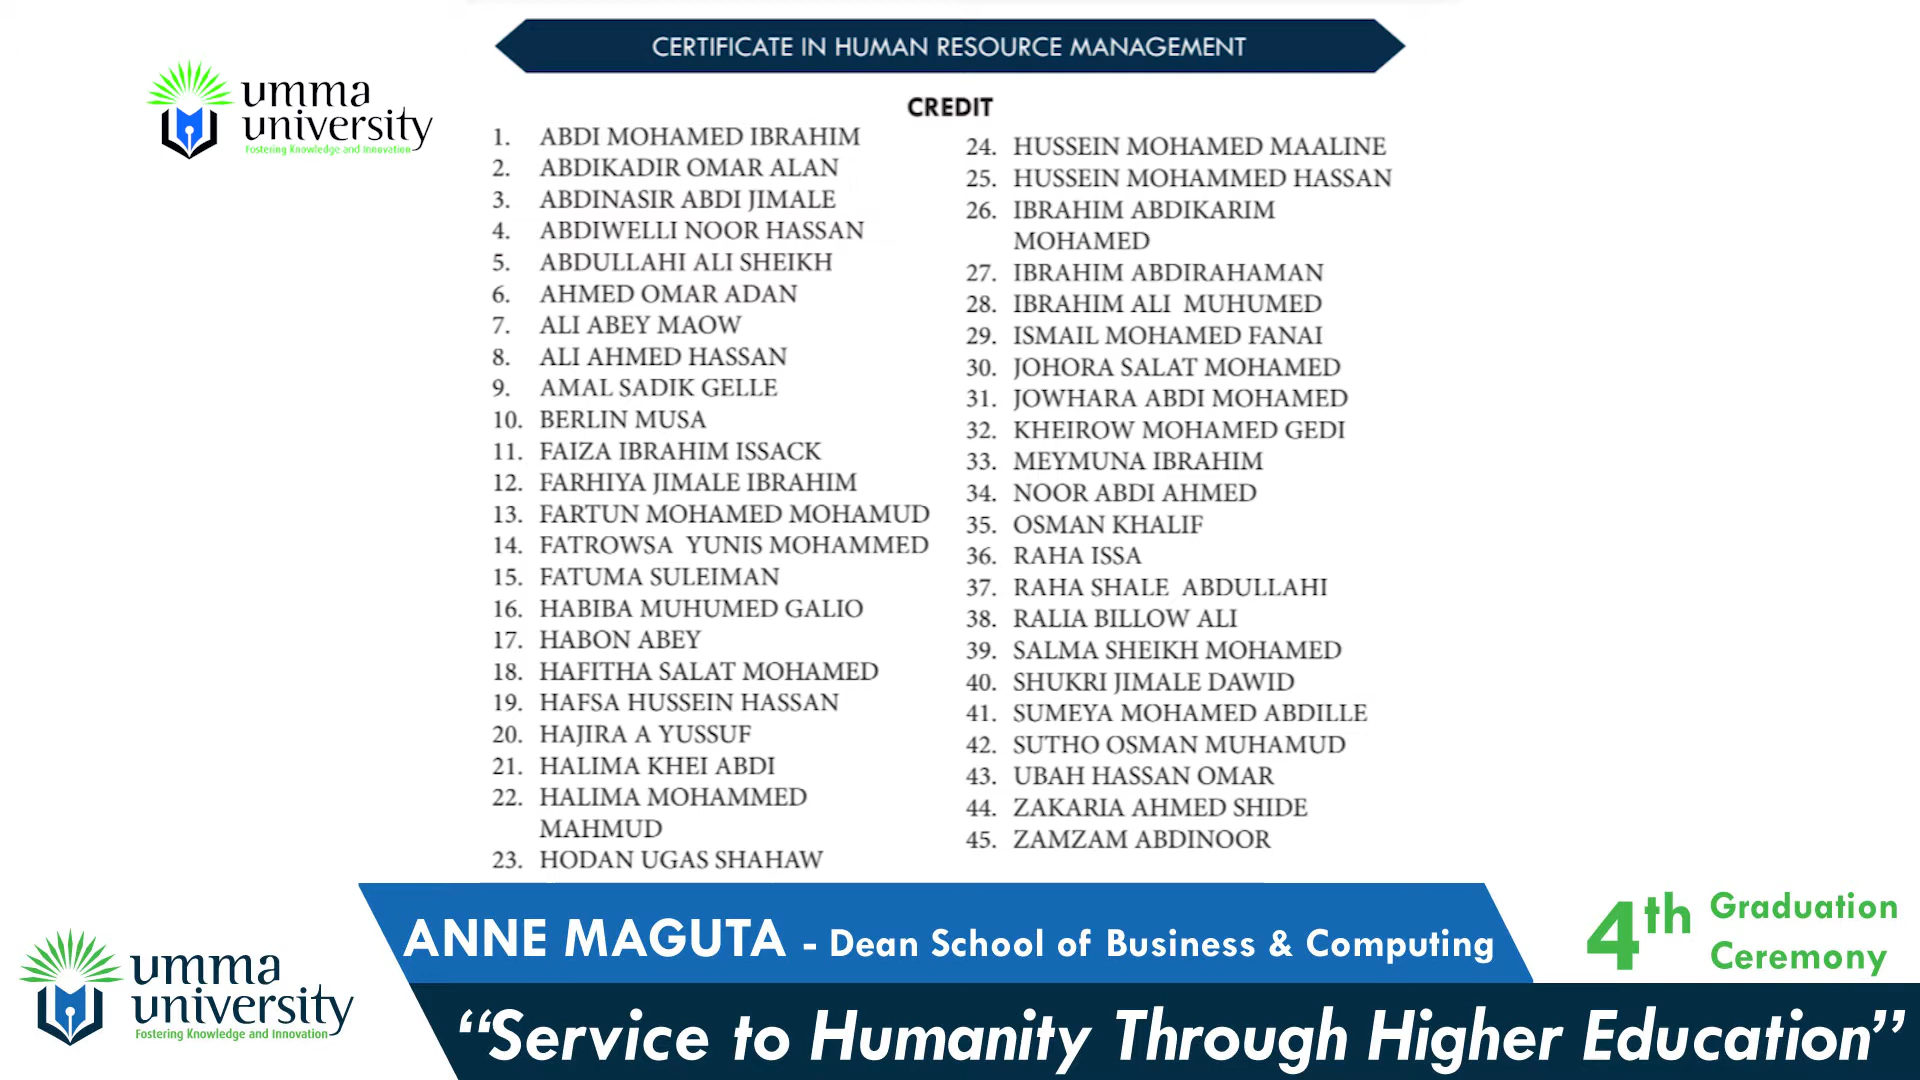 CERTIFICATE IN HUMAN RESOURCE MANAGEMENT
umma
university
Fostering Knowledge and Innovation
CREDIT
1. ABDI MOHAMED IBRAHIM
2. ABDIKADIR OMAR ALAN
3. ABDINASIR ABDI JIMALE
4. ABDIWELLI NOOR HASSAN
5. ABDULLAHI ALI SHEIKH
6. AHMED OMAR ADAN
7. ALI ABEY MAOW
8. ALI AHMED HASSAN
9. AMAL SADIK GELLE
10. BERLIN MUSA
11. FAIZA IBRAHIM ISSACK
12. FARHIYA JIMALE IBRAHIM
13. FARTUN MOHAMED MOHAMUD
14. FATROWSA YUNIS MOHAMMED
15. FATUMA SULEIMAN
16. HABIBA MUHUMED GALIO
17. HABON ABEY
18. HAFITHA SALAT MOHAMED
19. HAFSA HUSSEIN HASSAN
20. HAJIRA A YUSSUF
21. HALIMA KHEI ABDI
22. HALIMA MOHAMMED
MAHMUD
23. HODAN UGAS SHAHAW
24. HUSSEIN MOHAMED MAALINE
25. HUSSEIN MOHAMMED HASSAN
26. IBRAHIM ABDIKARIM
MOHAMED
27. IBRAHIM ABDIRAHAMAN
28. IBRAHIM ALI MUHUMED
29. ISMAIL MOHAMED FANAI
30. JOHORA SALAT MOHAMED
31. JOWHARA ABDI MOHAMED
32. KHEIROW MOHAMED GEDI
33. MEYMUNA IBRAHIM
34. NOOR ABDI AHMED
35. OSMAN KHALIF
36. RAHA ISSA
37. RAHA SHALE ABDULLAHI
38. RALIA BILLOW ALI
39. SALMA SHEIKH MOHAMED
40. SHUKRI JIMALE DAWID
41. SUMEYA MOHAMED ABDILLE
42. SUTHO OSMAN MUHAMUD
43. UBAH HASSAN OMAR
44. ZAKARIA AHMED SHIDE
45. ZAMZAM ABDINOOR
ANNE MAGUTA - Dean School of Business & Computing
4th Graduation
Ceremony
umma
university
Fostering Knowledge and Innovation
“Service to Humanity Through Higher Education”